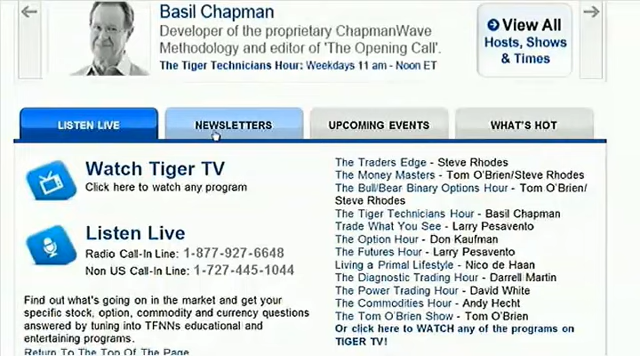 Basil Chapman
Developer of the proprietary ChapmanWave
Methodology and editor of 'The Opening Call'.
The Tiger Technicians Hour: Weekdays 11 am - Noon ET
View All
Hosts, Shows
& Times
LISTEN LIVE
NEWSLETTERS
UPCOMING EVENTS
WHAT'S HOT
Watch Tiger TV
Click here to watch any program
Listen Live
Radio Call-In Line: 1-877-927-6648
Non US Call-In Line: 1-727-445-1044
Find out what's going on in the market and get your
specific stock, option, commodity and currency questions
answered by tuning into TFNNs educational and
entertaining programs.
Return To The Top Of The Page
The Traders Edge - Steve Rhodes
The Money Masters - Tom O'Brien/Steve Rhodes
The Bull/Bear Binary Options Hour - Tom O'Brien/
Steve Rhodes
The Tiger Technicians Hour - Basil Chapman
Trade What You See - Larry Pesavento
The Option Hour - Don Kaufman
The Futures Hour - Larry Pesavento
Living a Primal Lifestyle - Nico de Haan
The Diagnostic Trading Hour - Darrell Martin
The Power Trading Hour - David White
The Commodities Hour - Andy Hecht
The Tom O'Brien Show - Tom O'Brien
Or click here to WATCH any of the programs on
TIGER TV!